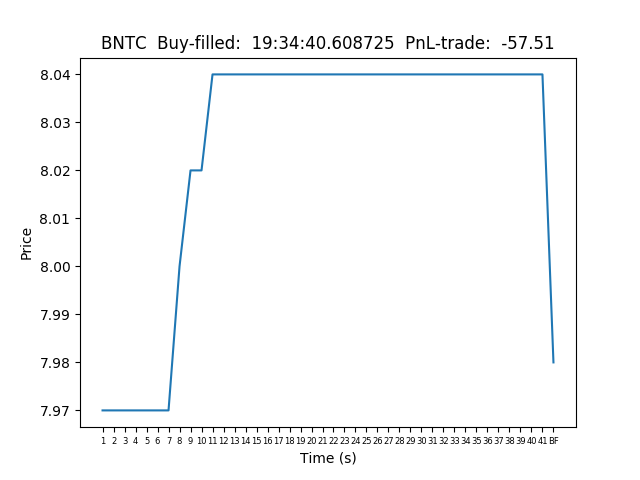 BNTC  Buy-filled:  19:34:40.608725  PnL-trade:  -57.51
8.04
8.03
8.02
8.01
8.00
7.99
7.98
7.97
Price
1 2 3 4 5 6 7 8 9 10 11 12 13 14 15 16 17 18 19 20 21 22 23 24 25 26 27 28 29 30 31 32 33 34 35 36 37 38 39 40 41 BF
Time (s)